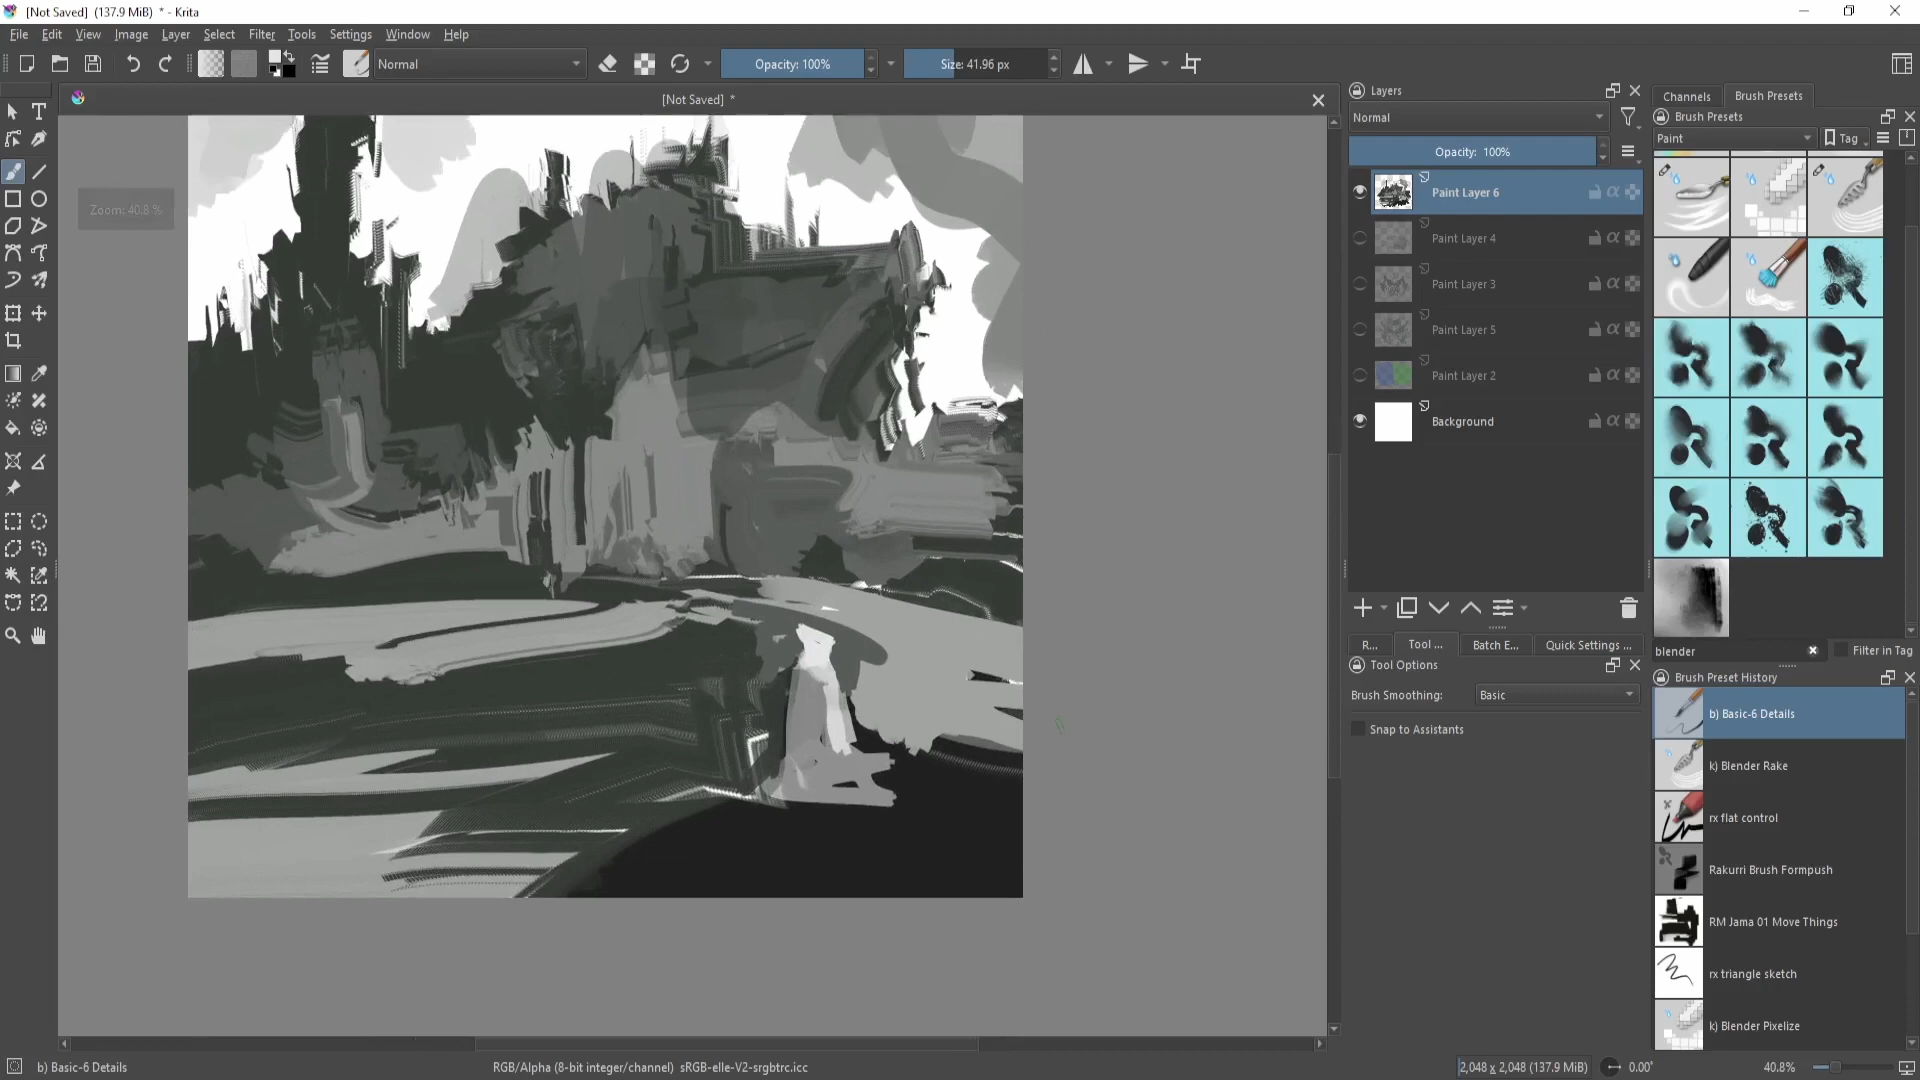 [Not Saved]  (137.9 MiB)  * - Krita
File Edit View Image Layer Select Filter Tools Settings Window Help
Normal
Opacity: 100%
Size: 41.96 px
[Not Saved]  *
Zoom: 40.8 %
Layers
Normal
Opacity:  100%
Paint Layer 6
Paint Layer 4
Paint Layer 3
Paint Layer 5
Paint Layer 2
Background
R... Tool ... Batch E... Quick Settings ...
Tool Options
Brush Smoothing: Basic
Snap to Assistants
Channels Brush Presets
Brush Presets
Paint Tag
blender Filter in Tag
Brush Preset History
b) Basic-6 Details
k) Blender Rake
rx flat control
Rakurri Brush Formpush
RM Jama 01 Move Things
rx triangle sketch
k) Blender Pixelize
b) Basic-6 Details
RGB/Alpha (8-bit integer/channel)  sRGB-elle-V2-srgbtrc.icc
2,048 x 2,048 (137.9 MiB)
0.00°
40.8%